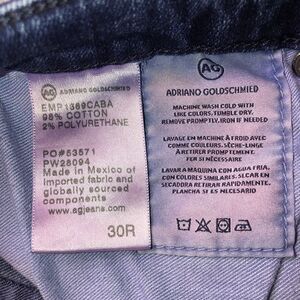 AG ADRIANO GOLDSCHMIED
EMP1389CABA
98% COTTON
2% POLYURETHANE
PO#53571
PW28094
Made in Mexico of
imported fabric and
globally sourced
components
www.agjeans.com
30R
AG
ADRIANO GOLDSCHMIED
MACHINE WASH COLD WITH
LIKE COLORS. TUMBLE DRY.
REMOVE PROMPTLY. IRON IF NEEDED
LAVAGE EN MACHINE À FROID AVEC
COMME COULEURS. SÈCHE-LINGE
À RETIRER PROMPTEMENT.
FER SI NÉCESSAIRE
LAVAR A MAQUINA CON AGUA FRIA,
CON COLORES SIMILARES. SECAR EN
SECADORA RETIRAR RAPIDAMENTE.
PLANCHA SI ES NECESARIO